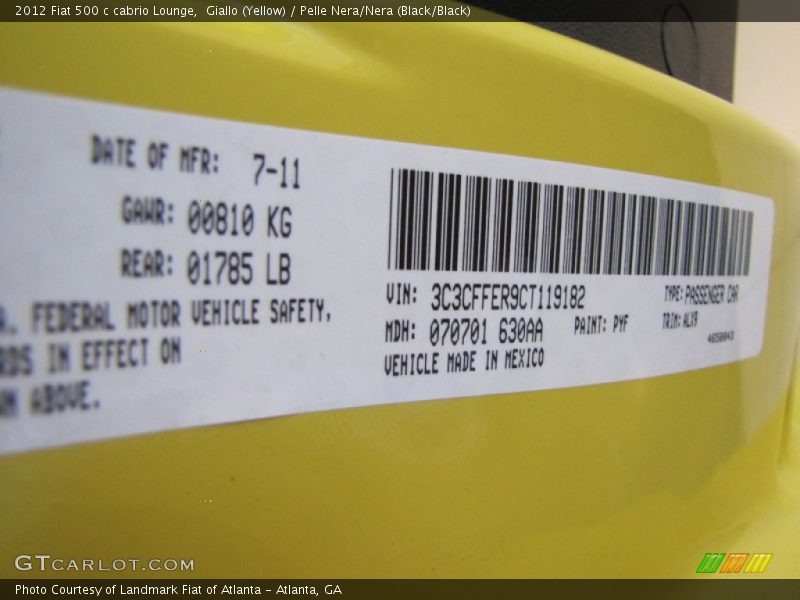 2012 Fiat 500 c cabrio Lounge,  Giallo (Yellow) / Pelle Nera/Nera (Black/Black)
DATE OF MFR: 7-11
GAWR: 00810 KG
REAR: 01785 LB
FEDERAL MOTOR VEHICLE SAFETY,
IN EFFECT ON
ABOVE.
VIN: 3C3CFFER9CT119182
TYPE: PASSENGER CAR
MDH: 070701 630AA
PAINT: PYF
TRIM: ALX9
VEHICLE MADE IN MEXICO
GTCARLOT.COM
Photo Courtesy of Landmark Fiat of Atlanta - Atlanta, GA